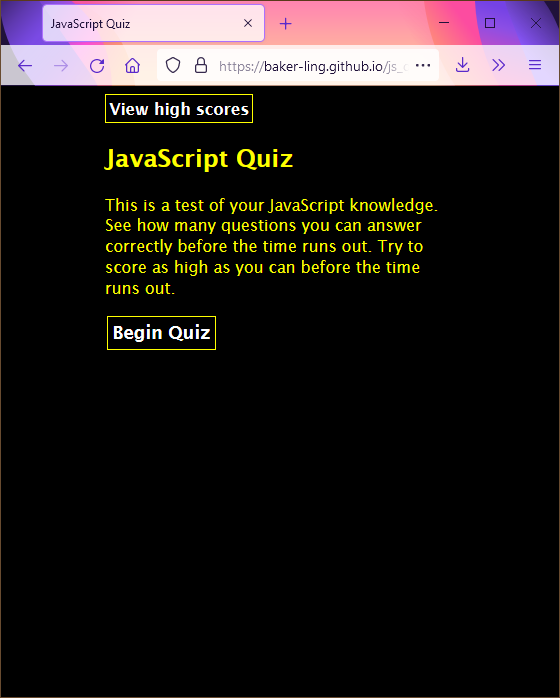 JavaScript Quiz
https://baker-ling.github.io/js_
View high scores
JavaScript Quiz
This is a test of your JavaScript knowledge.
See how many questions you can answer
correctly before the time runs out. Try to
score as high as you can before the time
runs out.
Begin Quiz